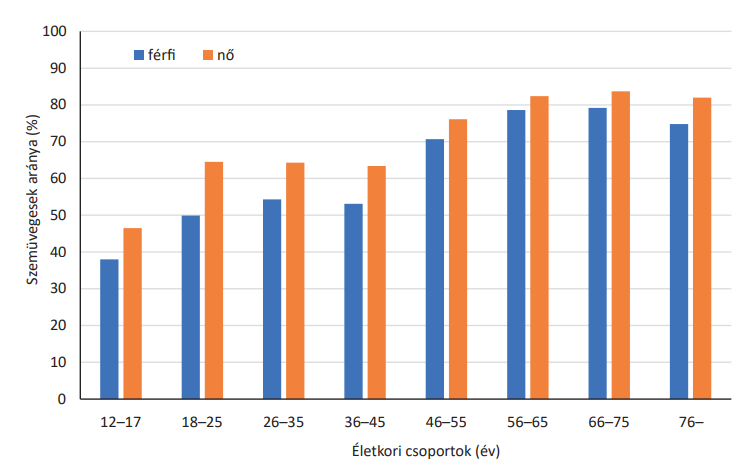 100
90
80
70
60
50
40
30
20
10
0
Szemüvegesek aránya (%)
férfi nő
12–17 18–25 26–35 36–45 46–55 56–65 66–75 76–
Életkori csoportok (év)